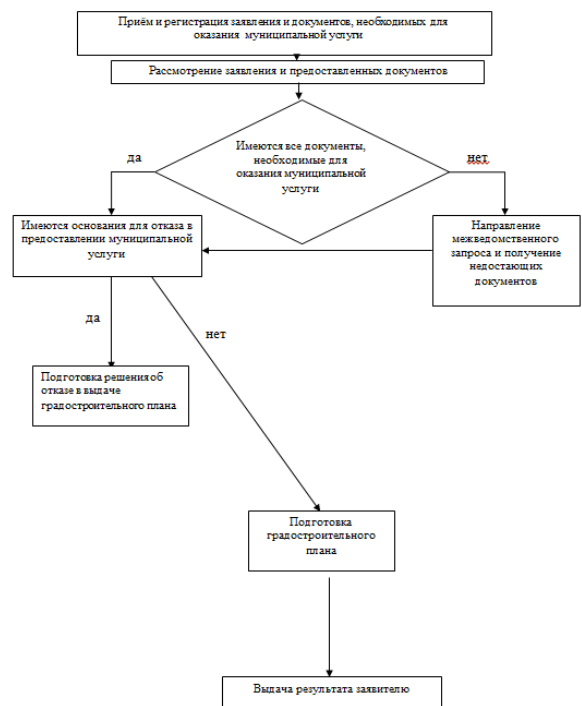 Приём и регистрация заявления и документов, необходимых для
оказания муниципальной услуги
Рассмотрение заявления и предоставленных документов
Имеются все документы,
необходимые для
оказания муниципальной
услуги
да
нет
Имеются основания для отказа в
предоставлении муниципальной
услуги
Направление
межведомственного
запроса и получение
недостающих
документов
да
нет
Подготовка решения об
отказе в выдаче
градостроительного плана
Подготовка
градостроительного
плана
Выдача результата заявителю